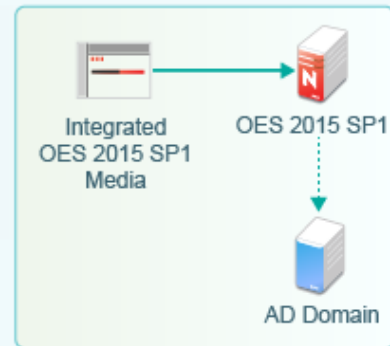 Integrated
OES 2015 SP1
Media
OES 2015 SP1
N
AD Domain